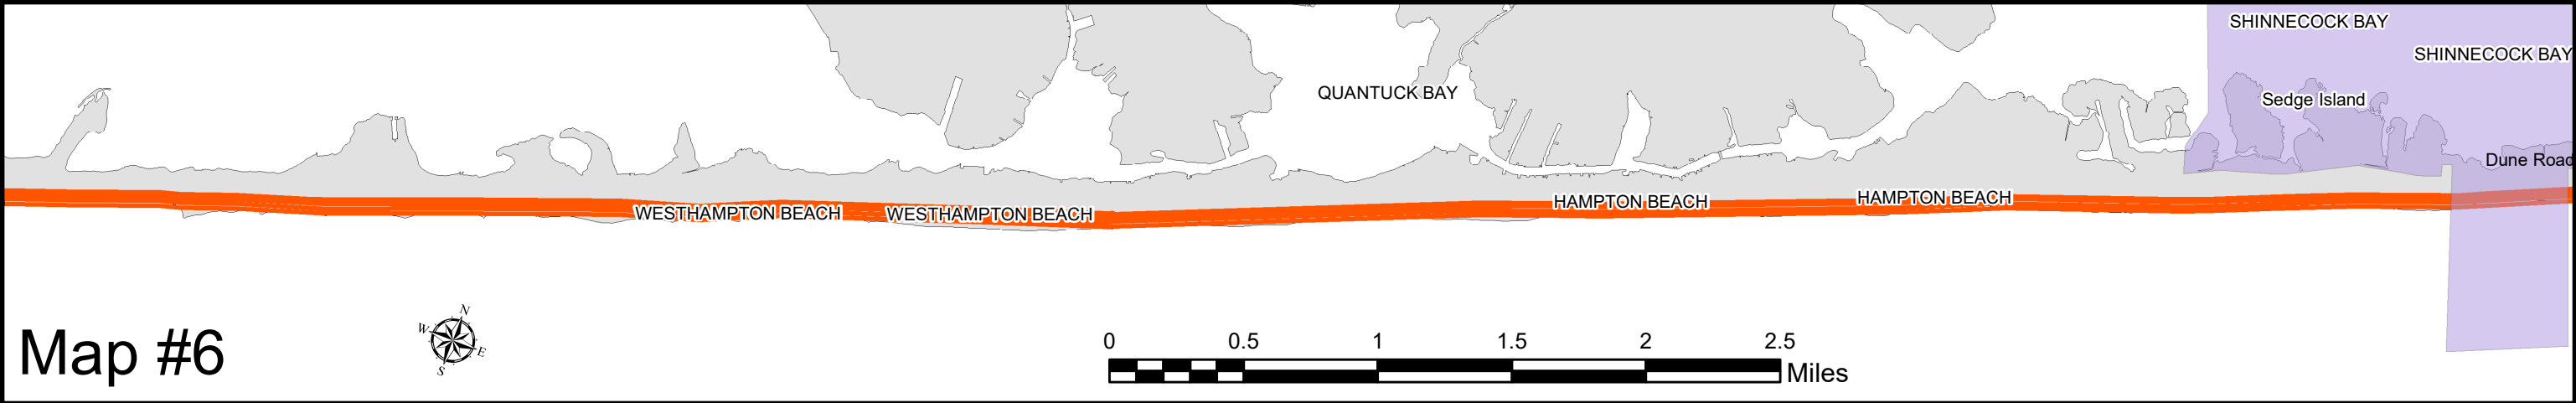 SHINNECOCK BAY
SHINNECOCK BAY
QUANTUCK BAY
Sedge Island
Dune Road
WESTHAMPTON BEACH
WESTHAMPTON BEACH
HAMPTON BEACH
HAMPTON BEACH
Map #6
N
W
E
S
0 0.5 1 1.5 2 2.5
Miles